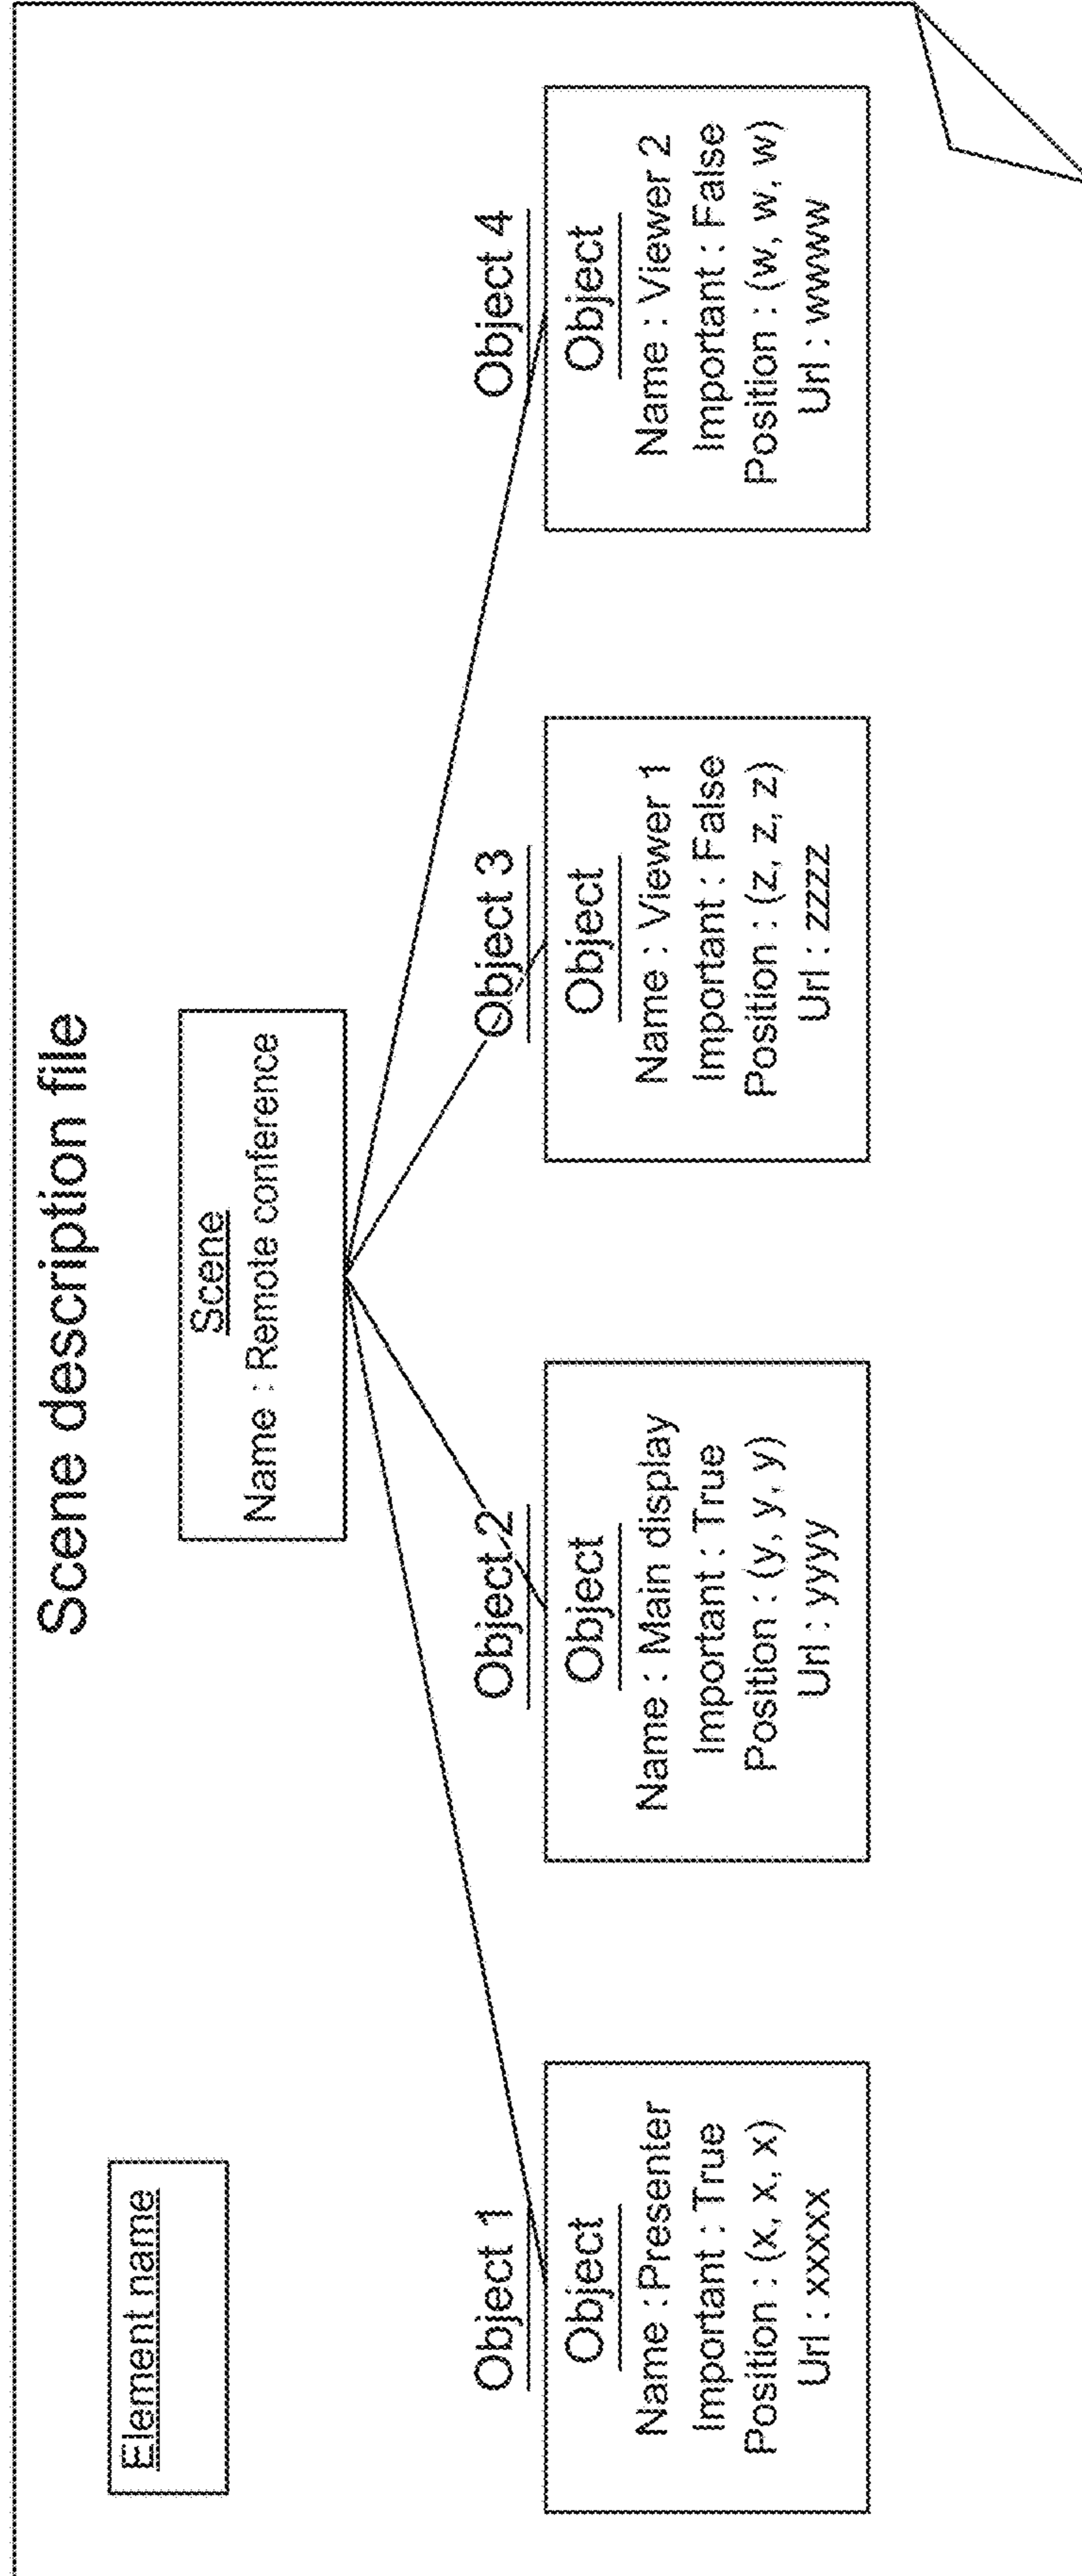 Scene description file
Element name
Scene
Name : Remote conference
Object 1
Object
Name : Presenter
Important : True
Position : (x, x, x)
Url : xxxxx
Object 2
Object
Name : Main display
Important : True
Position : (y, y, y)
Url : yyyy
Object 3
Object
Name : Viewer 1
Important : False
Position : (z, z, z)
Url : zzzz
Object 4
Object
Name : Viewer 2
Important : False
Position : (w, w, w)
Url : wwww